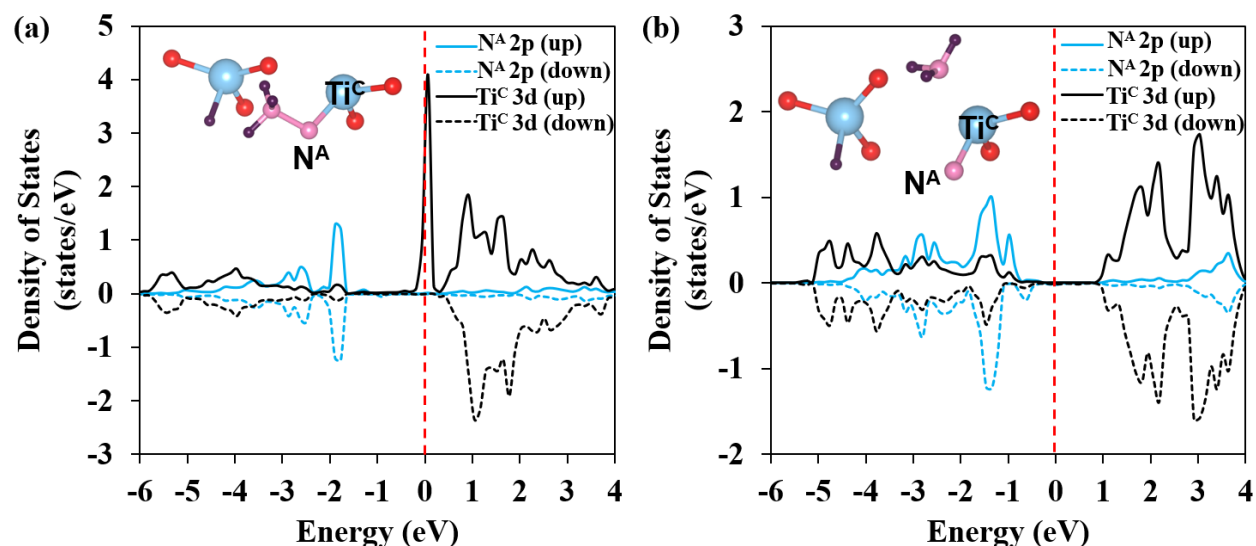 (a)
5
4
3
2
1
0
-1
-2
-3
Density of States
(states/eV)
N^A 2p (up)
N^A 2p (down)
Ti^C 3d (up)
Ti^C 3d (down)
Ti^C
N^A
-6 -5 -4 -3 -2 -1 0 1 2 3 4
Energy (eV)
(b)
3
2
1
0
-1
-2
Density of States
(states/eV)
N^A 2p (up)
N^A 2p (down)
Ti^C 3d (up)
Ti^C 3d (down)
Ti^C
N^A
-6 -5 -4 -3 -2 -1 0 1 2 3 4
Energy (eV)